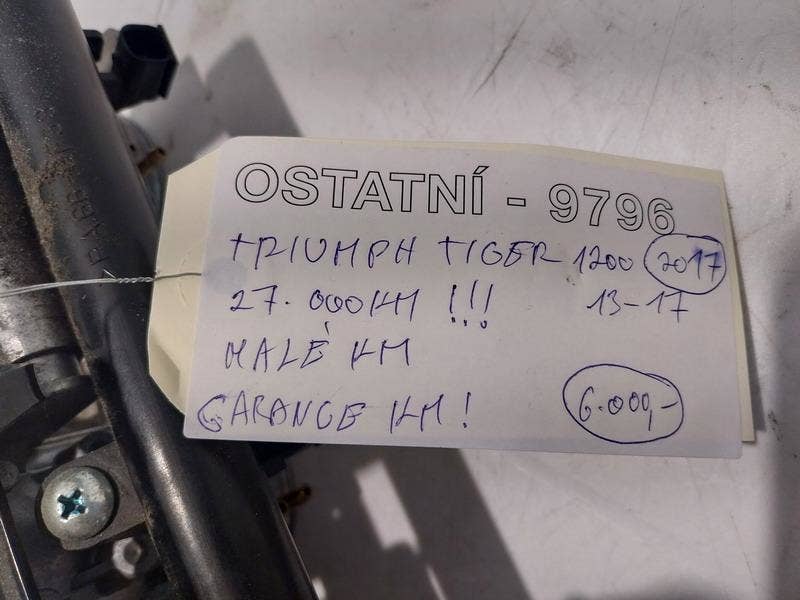 OSTATNÍ - 9796
TRIUMPH TIGER 1200 2017
27.000KM !!! 13-17
MALÉ KM
GARANCE KM! 6.000,-